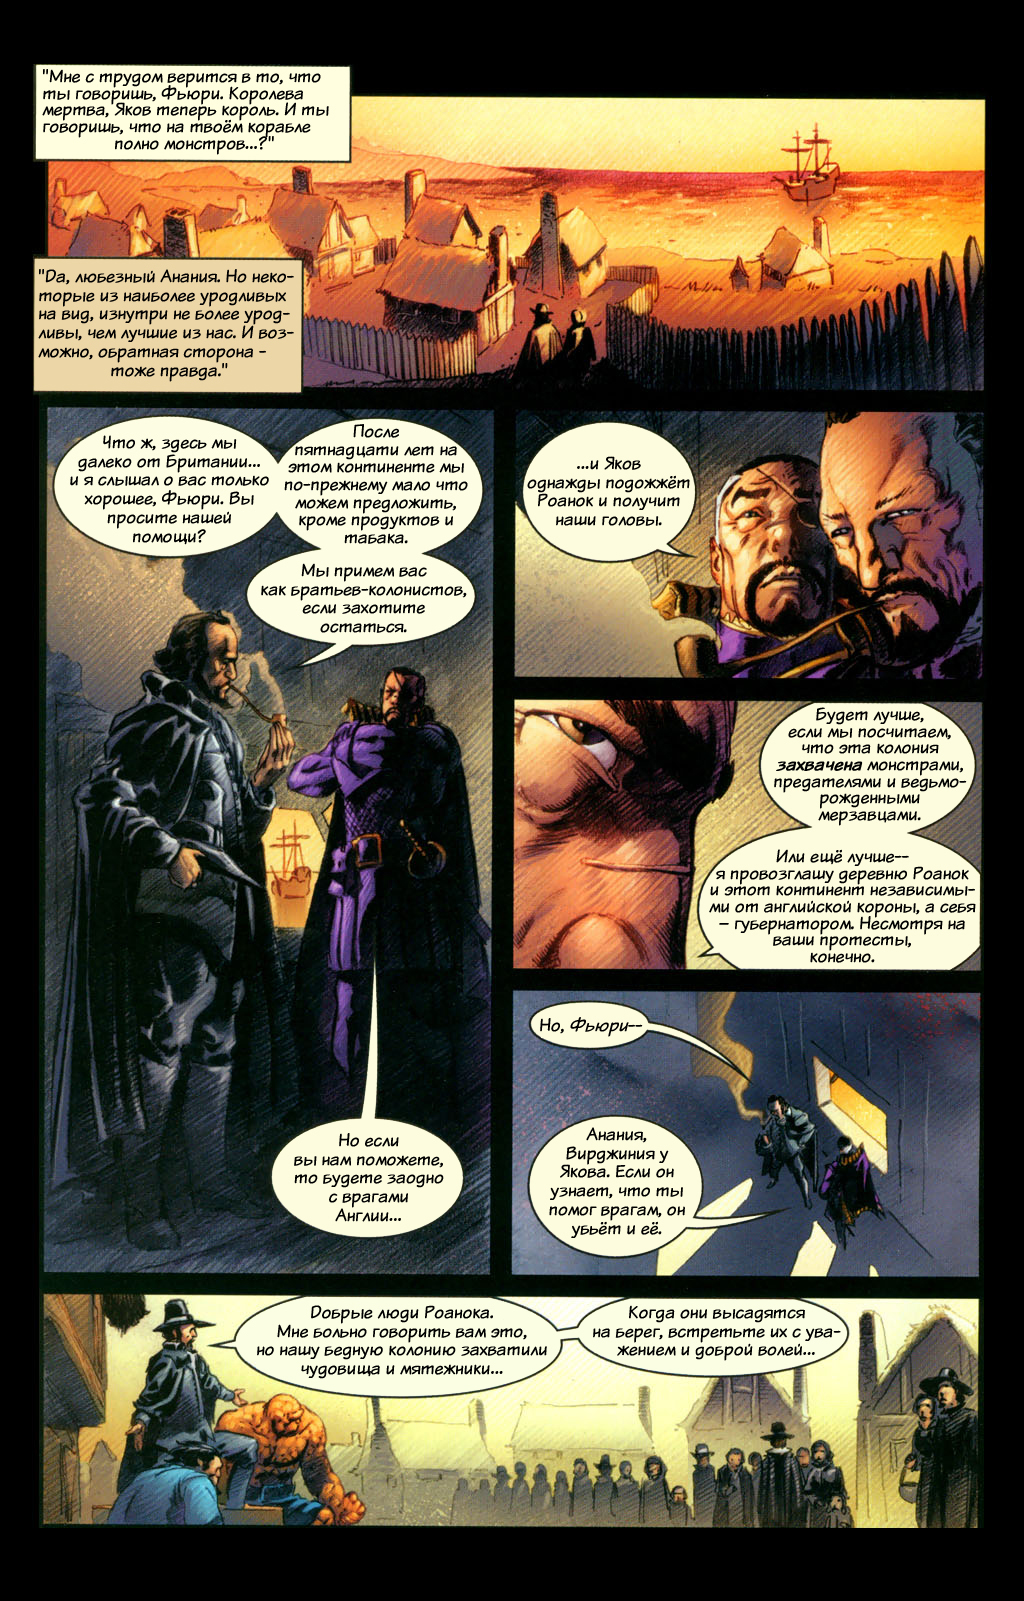 "Мне с трудом верится в то, что
ты говоришь, Фьюри. Королева
мертва, Яков теперь король. И ты
говоришь, что на твоём корабле
полно монстров...?"
"Да, любезный Анания. Но неко-
торые из наиболее уродливых
на вид, изнутри не более урод-
ливы, чем лучшие из нас. И воз-
можно, обратная сторона -
тоже правда."
Что ж, здесь мы
далеко от Британии...
и я слышал о вас только
хорошее, Фьюри. Вы
просите нашей
помощи?
После
пятнадцати лет на
этом континенте мы
по-прежнему мало что
можем предложить,
кроме продуктов и
табака.
Мы примем вас
как братьев-колонистов,
если захотите
остаться.
Но если
вы нам поможете,
то будете заодно
с врагами
Англии...
...и Яков
однажды подожжёт
Роанок и получит
наши головы.
Будет лучше,
если мы посчитаем,
что эта колония
захвачена монстрами,
предателями и ведьмо-
рожденными
мерзавцами.
Или ещё лучше--
я провозглашу деревню Роанок
и этот континент независимы-
ми от английской короны, а себя
– губернатором. Несмотря на
ваши протесты,
конечно.
Но, Фьюри--
Анания,
Вирджиния у
Якова. Если он
узнает, что ты
помог врагам, он
убьёт и её.
Добрые люди Роанока.
Мне больно говорить вам это,
но нашу бедную колонию захватили
чудовища и мятежники...
Когда они высадятся
на берег, встретьте их с ува-
жением и доброй волей...